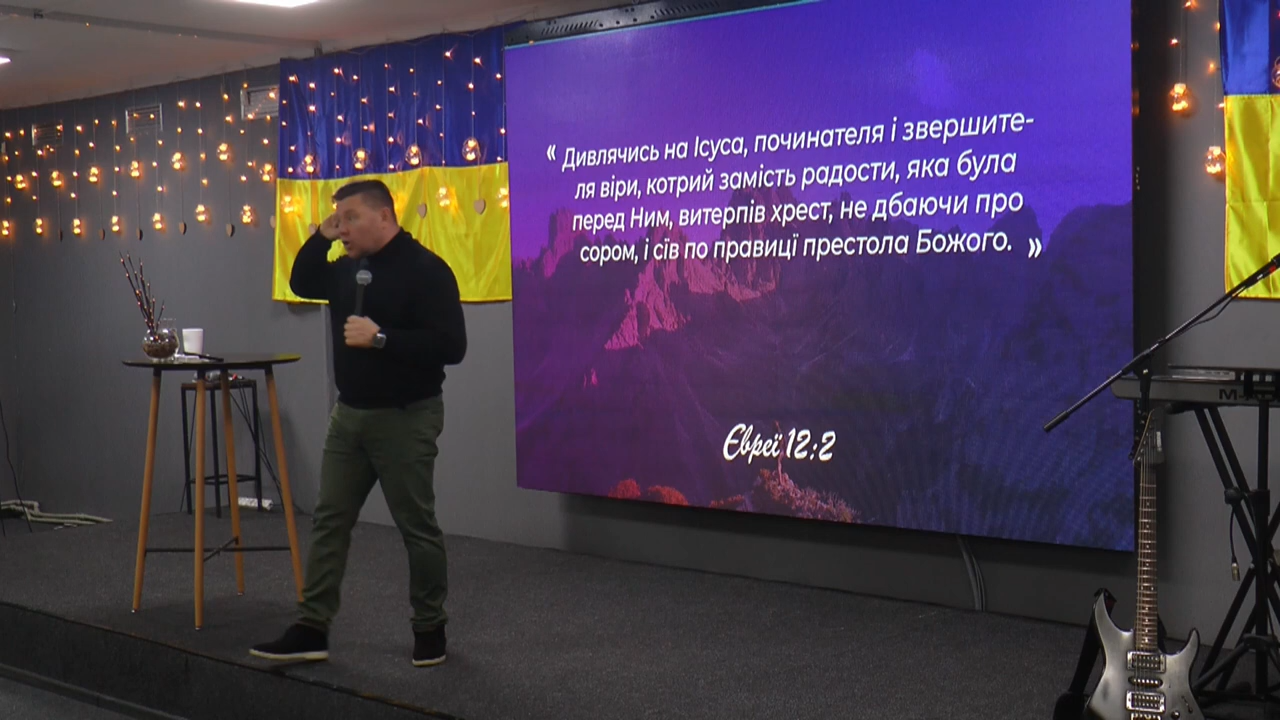 « Дивлячись на Ісуса, починателя і звершите-
ля віри, котрий замість радости, яка була
перед Ним, витерпів хрест, не дбаючи про
сором, і сїв по правиці престола Божого. »
Євреї 12:2